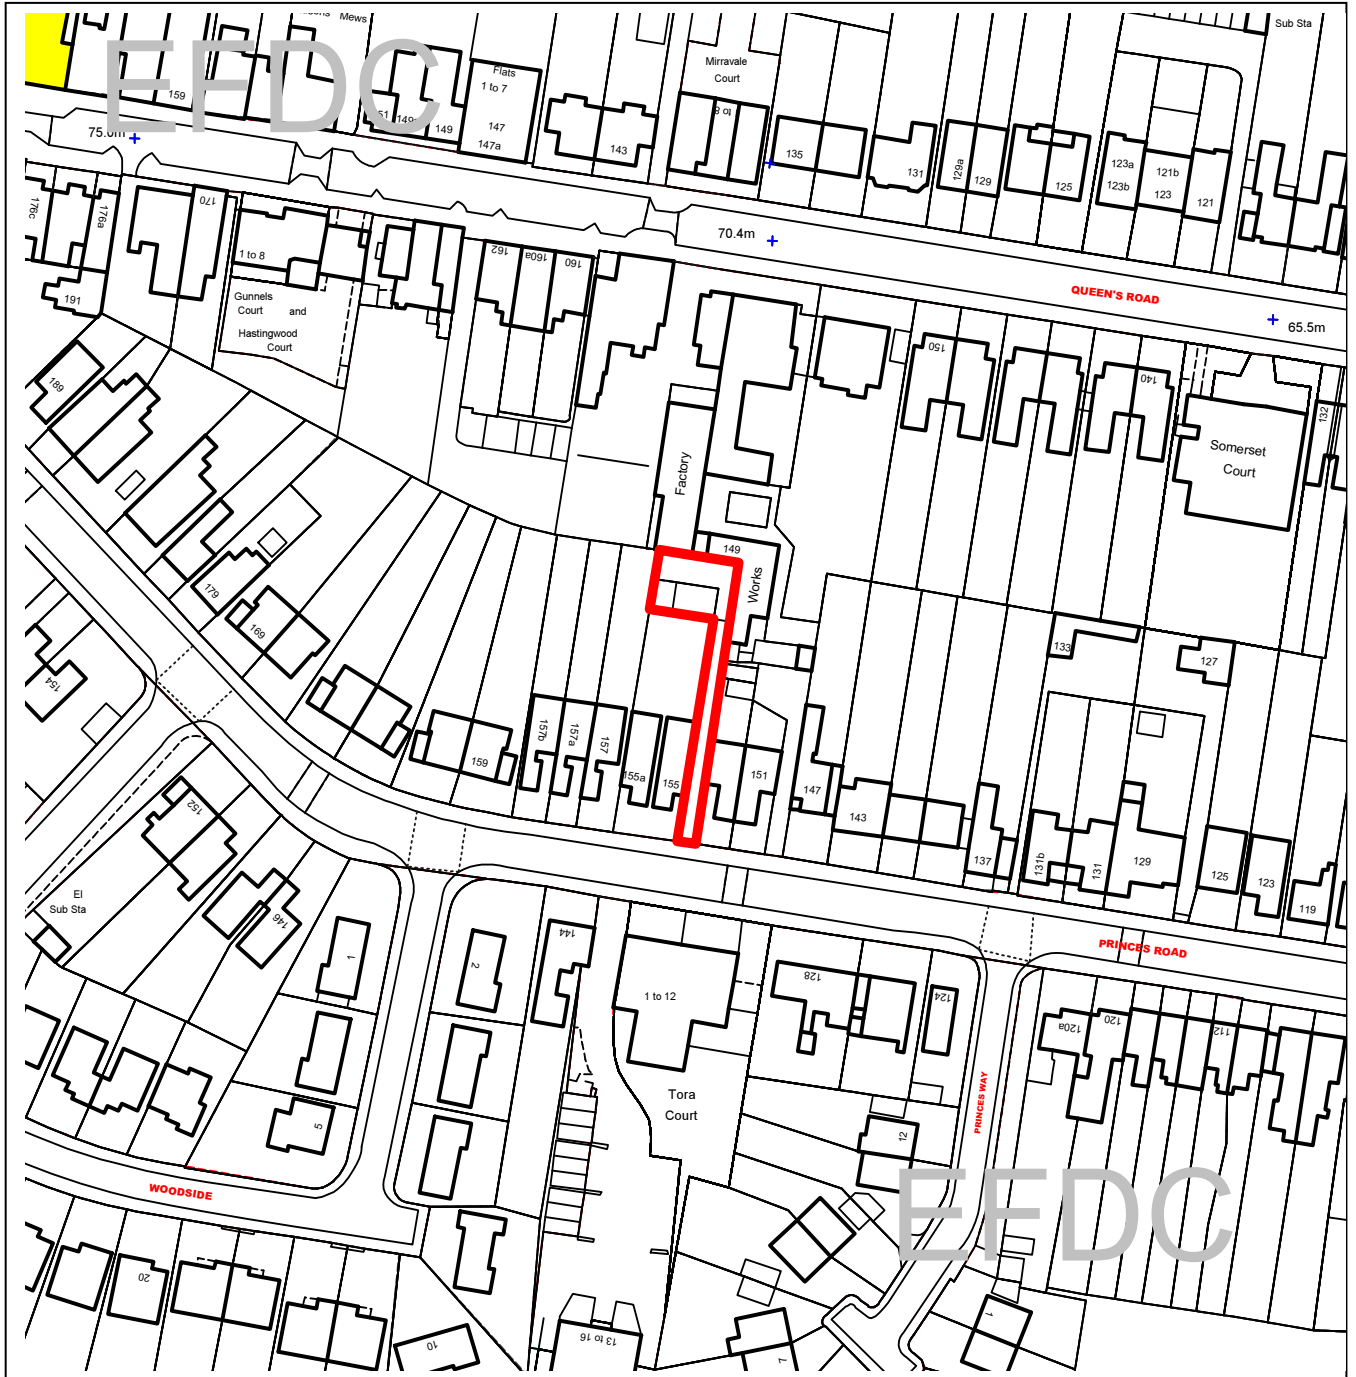 Mews
Sub Sta
EFDC
Mirravale
Court
Flats
1 to 7
159
149
147
147a
143
135
131
129a
129
125
123a
123b
121b
123
121
70.4m
QUEEN'S ROAD
65.5m
176c
176a
170
191
1 to 8
Gunnels
Court and
Hastingwood
Court
162
160a
160
150
140
132
Somerset
Court
Factory
149
Works
189
179
169
159
157b
157a
157
155a
155
151
147
143
137
133
127
131b
131
129
125
123
119
154
152
146
El
Sub Sta
PRINCES ROAD
1
2
144
1 to 12
128
124
120a
120
112
5
Tora
Court
12
PRINCES WAY
WOODSIDE
EFDC
20
10
13 to 16
7
1